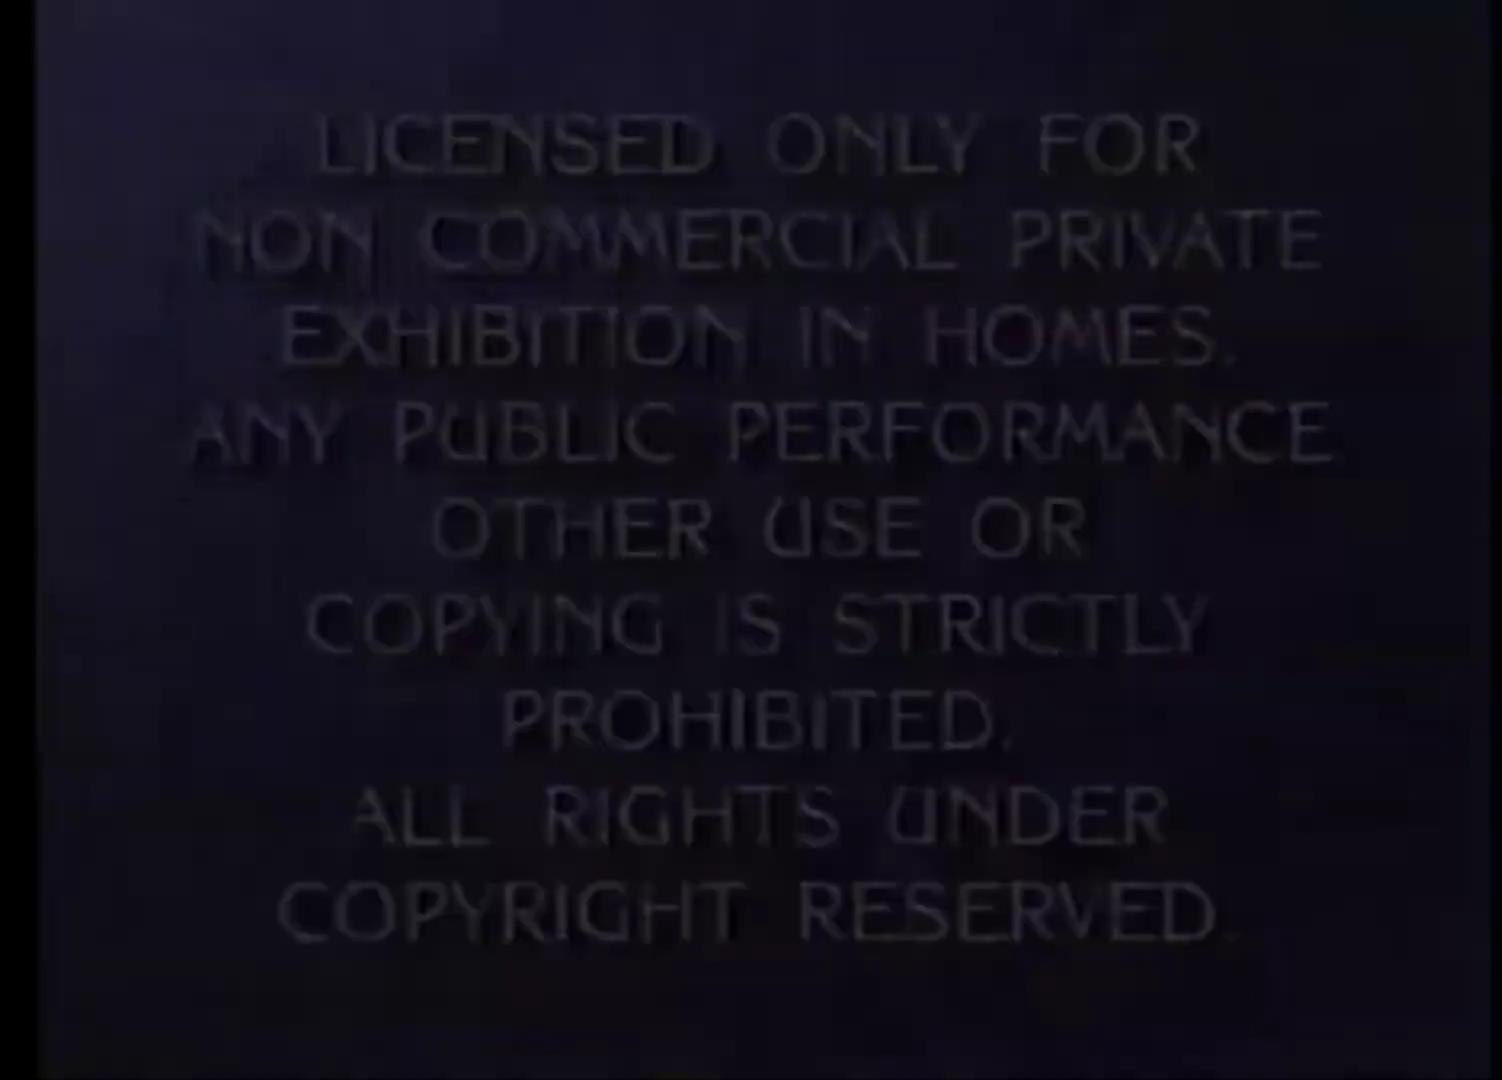 LICENSED ONLY FOR
NON COMMERCIAL PRIVATE
EXHIBITION IN HOMES.
ANY PUBLIC PERFORMANCE
OTHER USE OR
COPYING IS STRICTLY
PROHIBITED.
ALL RIGHTS UNDER
COPYRIGHT RESERVED.